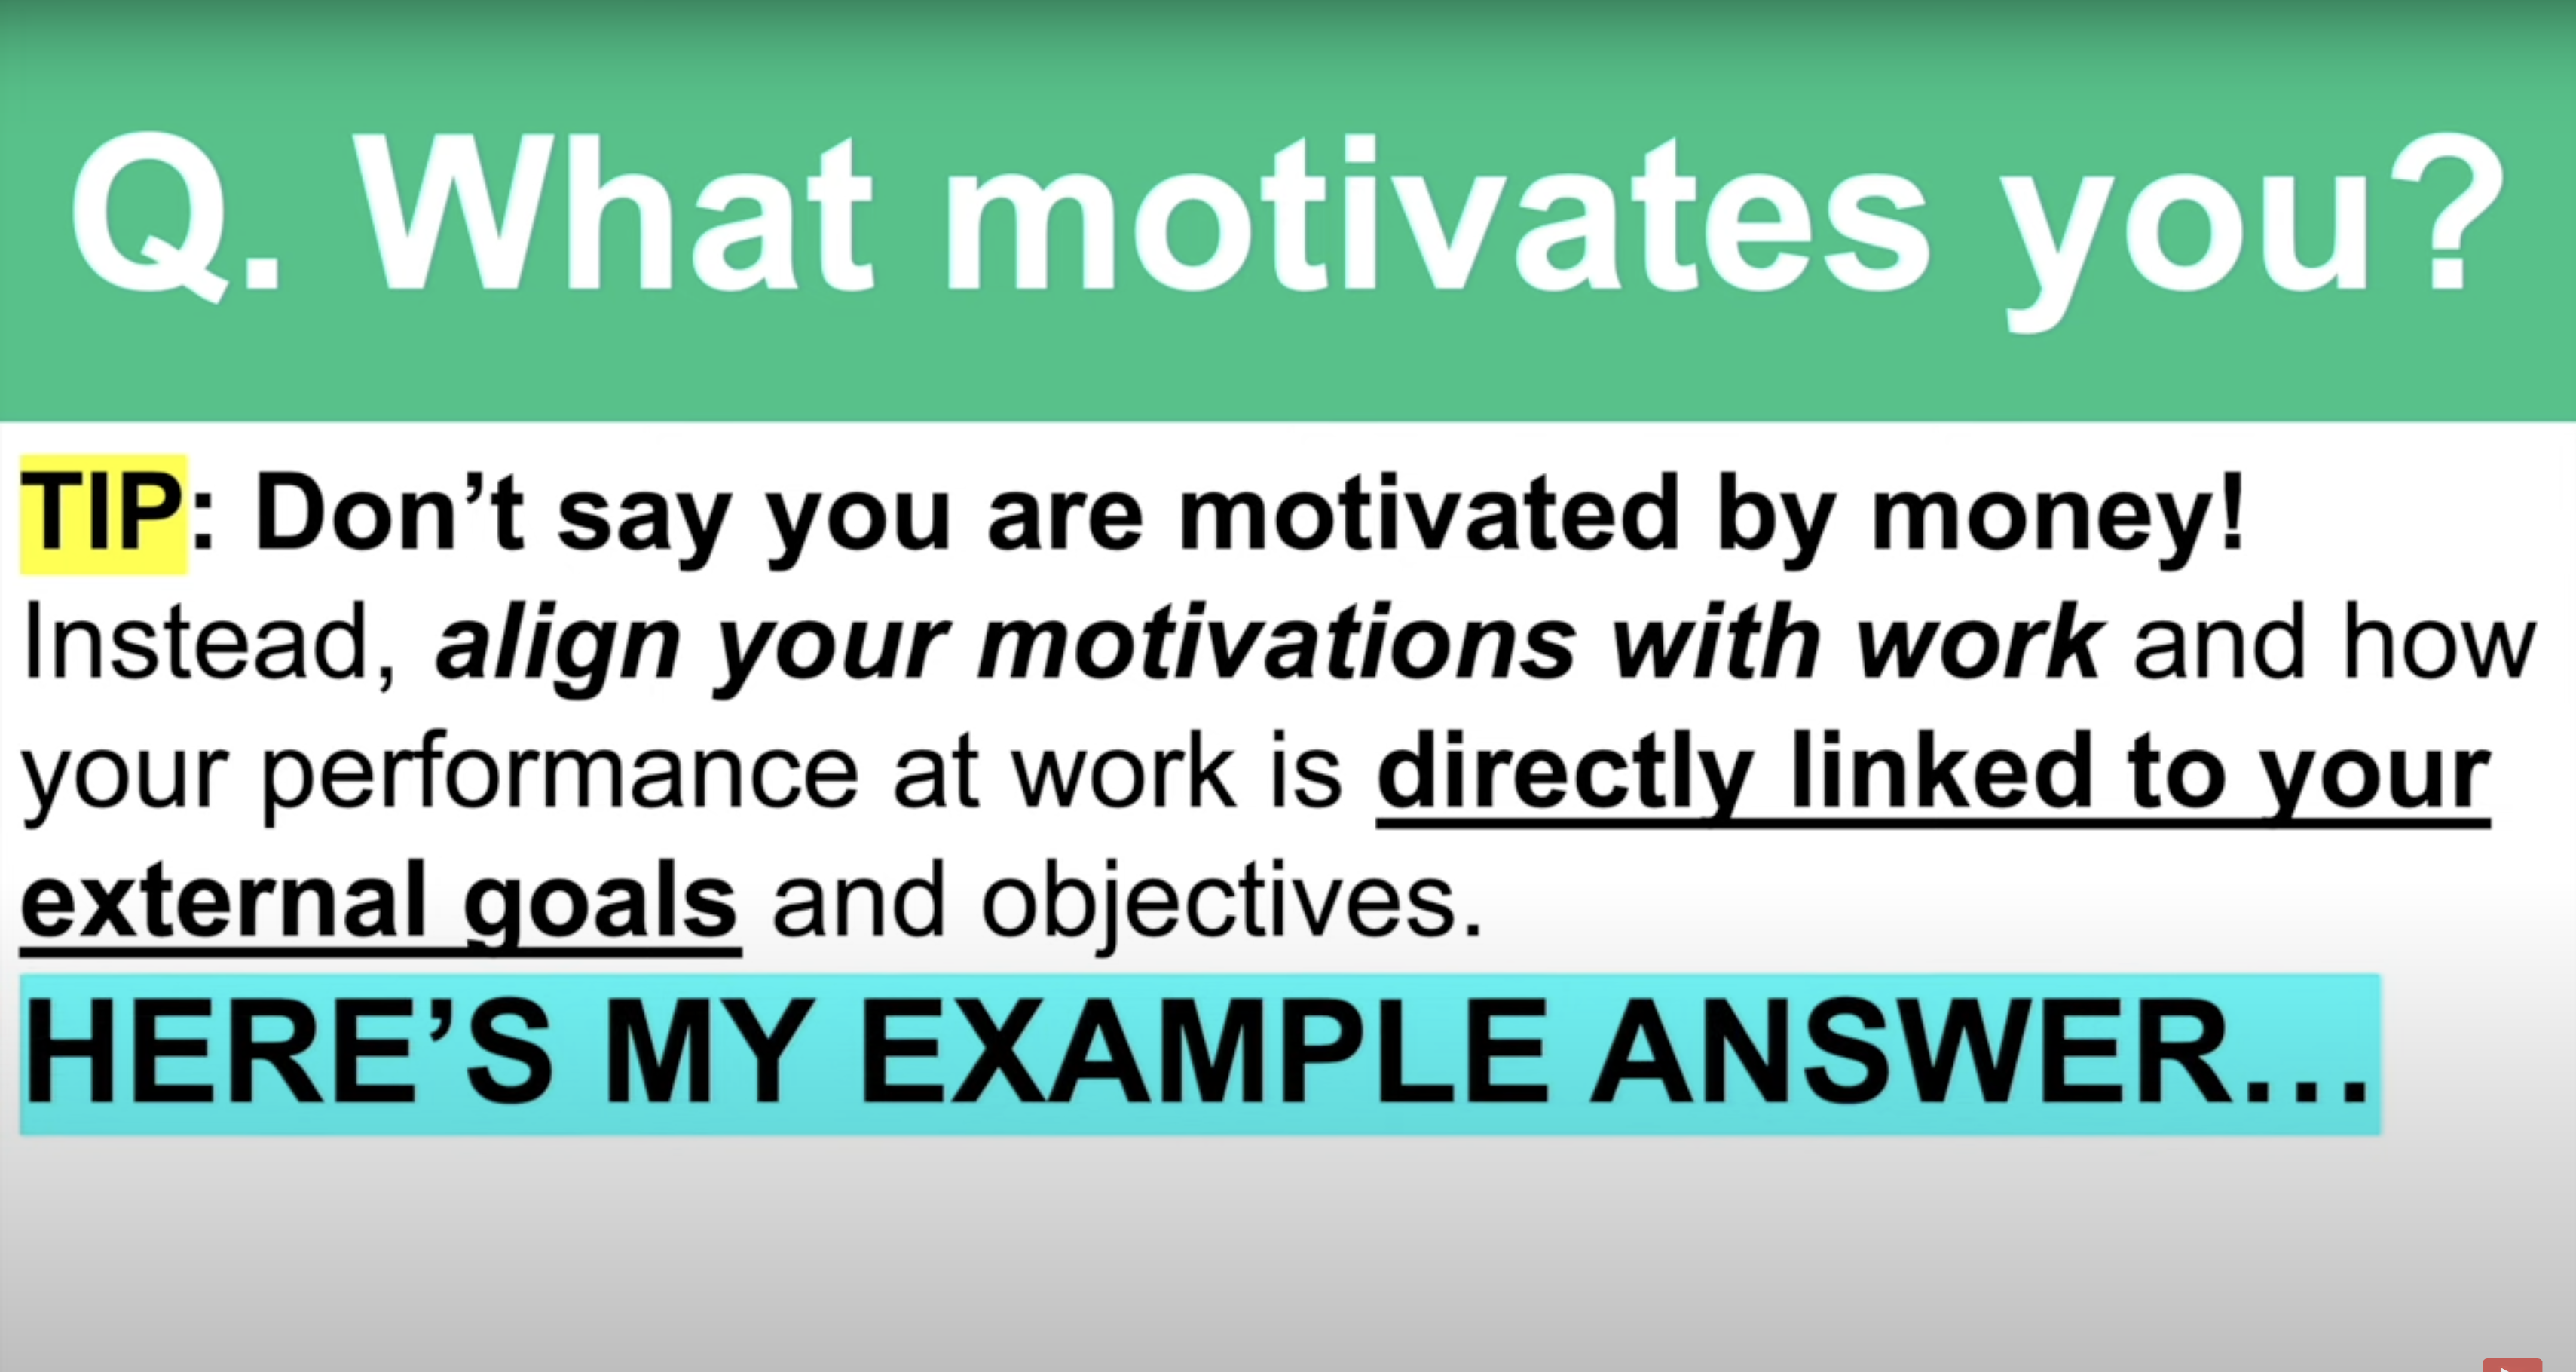 Q. What motivates you?
TIP: Don’t say you are motivated by money!
Instead, align your motivations with work and how
your performance at work is directly linked to your
external goals and objectives.
HERE’S MY EXAMPLE ANSWER...